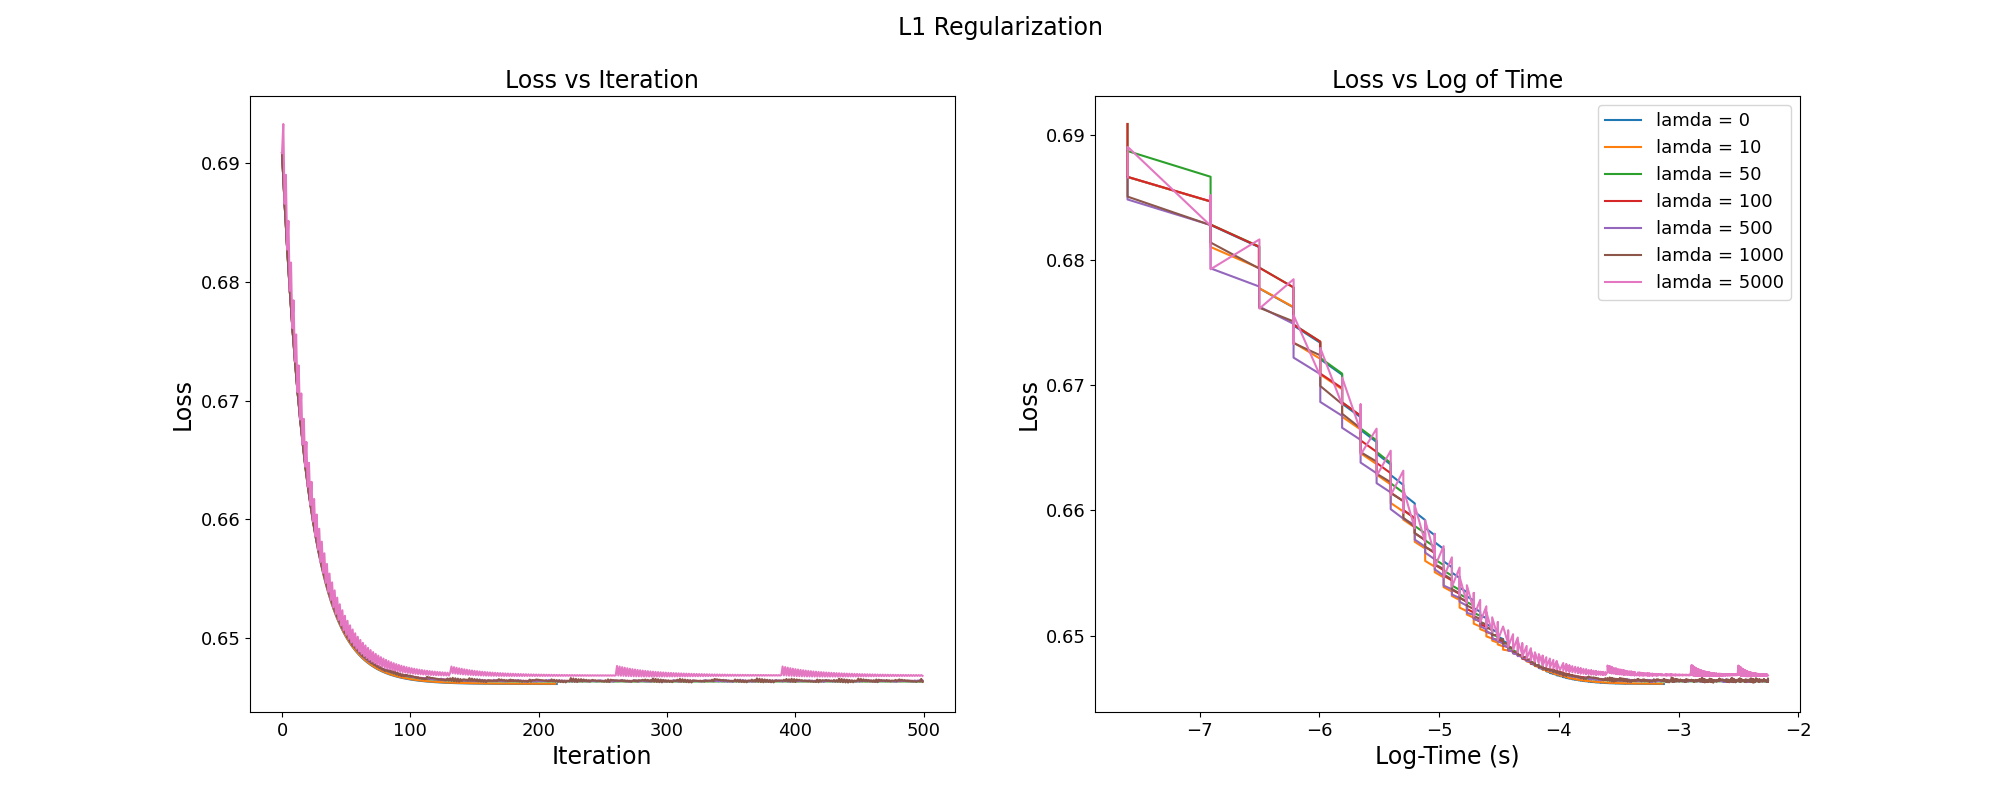 L1 Regularization
Loss vs Iteration
Loss
0.69
0.68
0.67
0.66
0.65
0
100
200
300
400
500
Iteration
Loss vs Log of Time
Loss
0.69
0.68
0.67
0.66
0.65
−7
−6
−5
−4
−3
−2
Log-Time (s)
lamda = 0
lamda = 10
lamda = 50
lamda = 100
lamda = 500
lamda = 1000
lamda = 5000